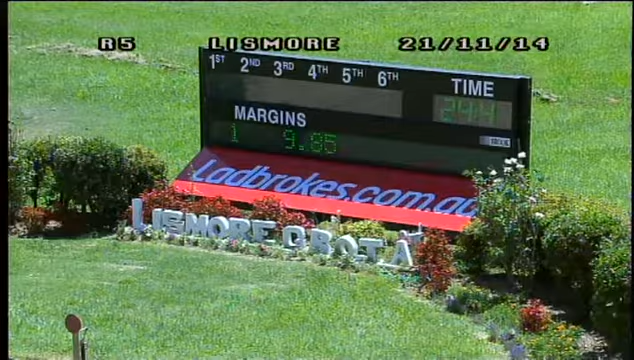 R5 LISMORE 21/11/14
1ST 2ND 3RD 4TH 5TH 6TH TIME
MARGINS
1 9.85
Ladbrokes.com.au
LISMORE GBOTA